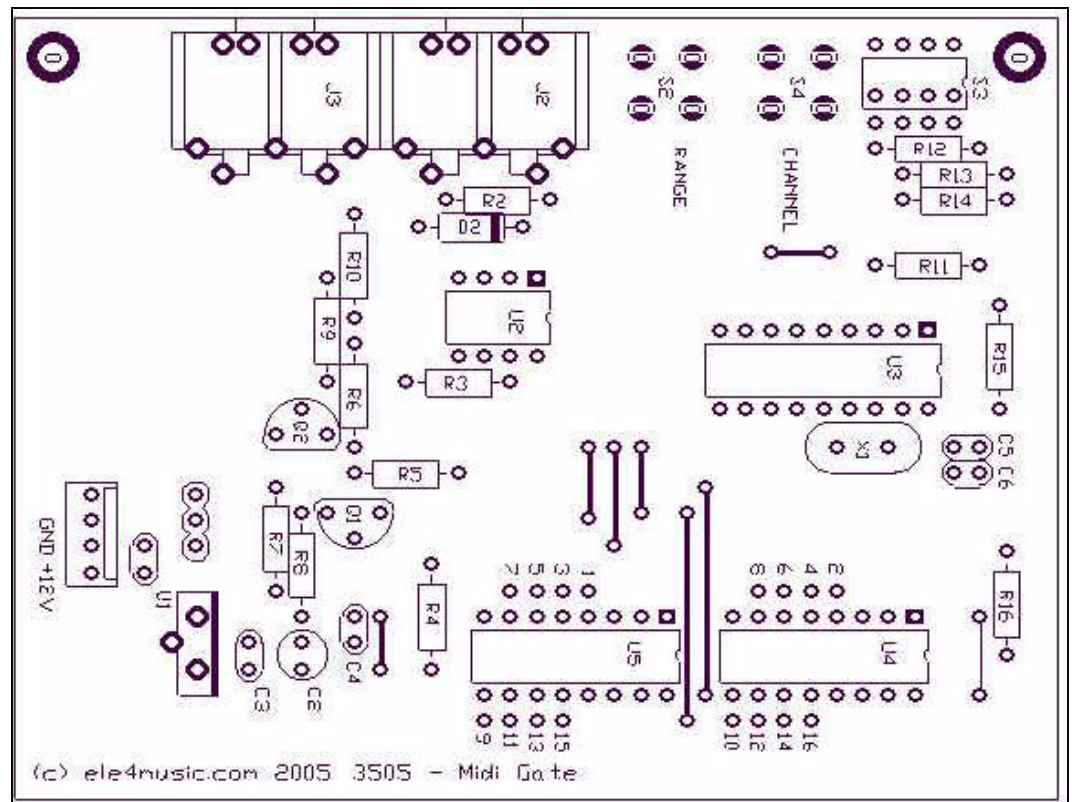 J3
J2
S2
S4
S3
RANGE
CHANNEL
R12
R13
R14
R2
D2
R11
R10
R9
U2
U3
R15
R3
R6
Q2
X1
C5
C6
R5
Q1
GND +12V
R7
R8
R4
7 5 3 1
8 6 4 2
R16
U1
U5
U4
C3
C2
C4
9 11 13 15
10 12 14 16
(c) ele4music.com 2005 3505 - Midi Gate